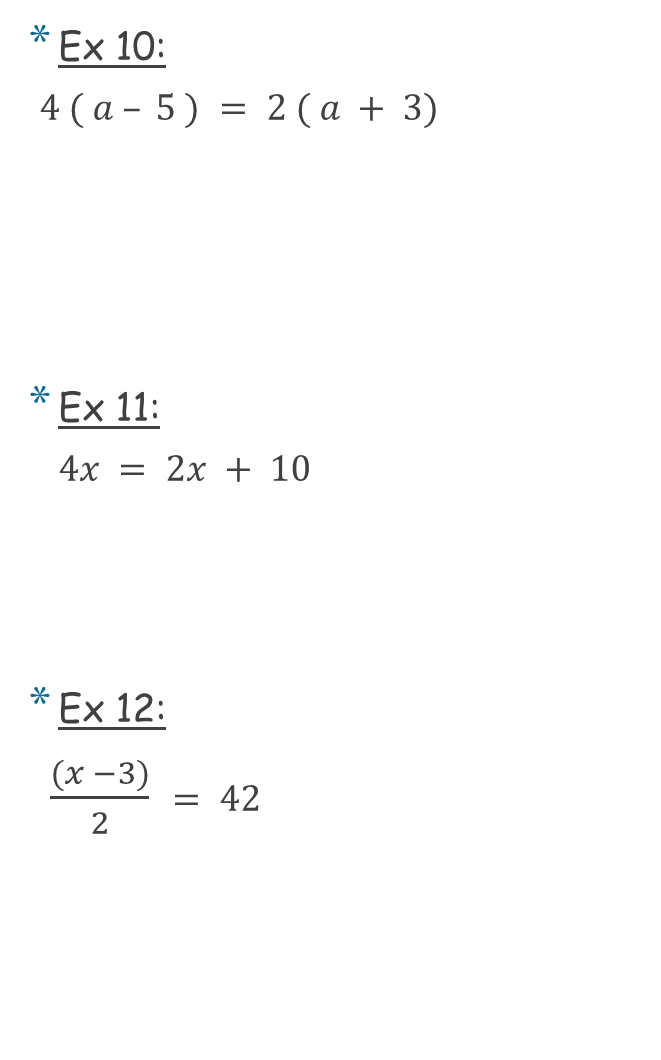 * Ex 10:
4 ( a – 5 ) = 2 ( a + 3)
* Ex 11:
4x = 2x + 10
* Ex 12:
(x −3)
2
= 42